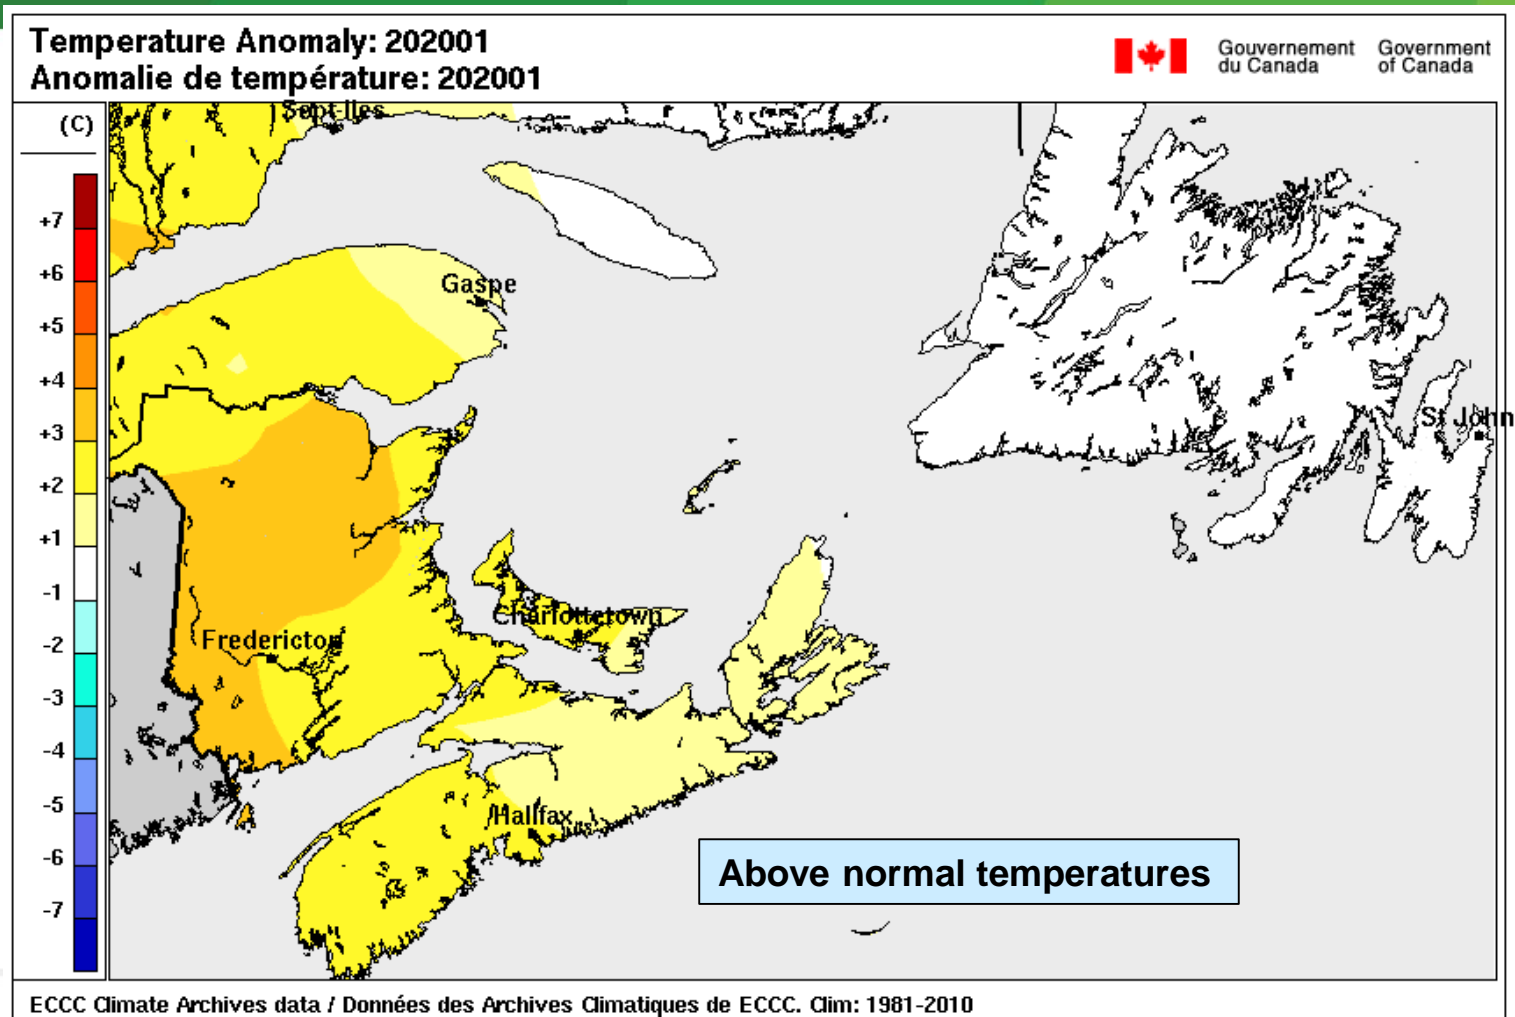 Temperature Anomaly: 202001
Anomalie de température: 202001
Gouvernement du Canada
Government of Canada
(C)
+7
+6
+5
+4
+3
+2
+1
-1
-2
-3
-4
-5
-6
-7
Sept-Iles
Gaspe
St John
Charlottetown
Fredericton
Halifax
Above normal temperatures
ECCC Climate Archives data / Données des Archives Climatiques de ECCC. Clim: 1981-2010